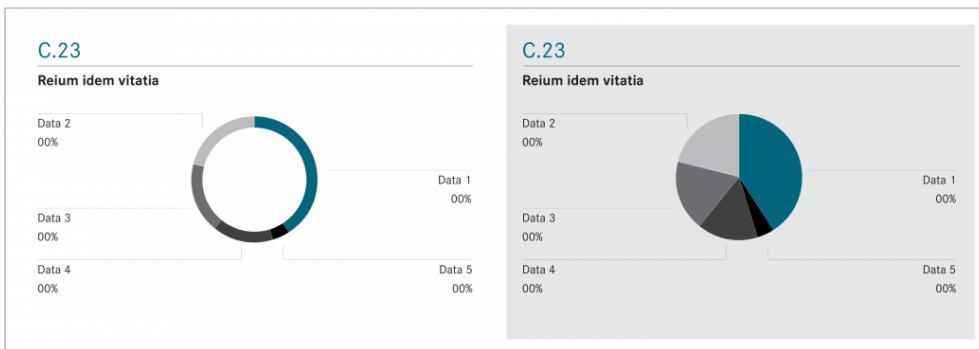 C.23
Reium idem vitatia
Data 2
00%
Data 1
00%
Data 3
00%
Data 4
00%
Data 5
00%
C.23
Reium idem vitatia
Data 2
00%
Data 1
00%
Data 3
00%
Data 4
00%
Data 5
00%